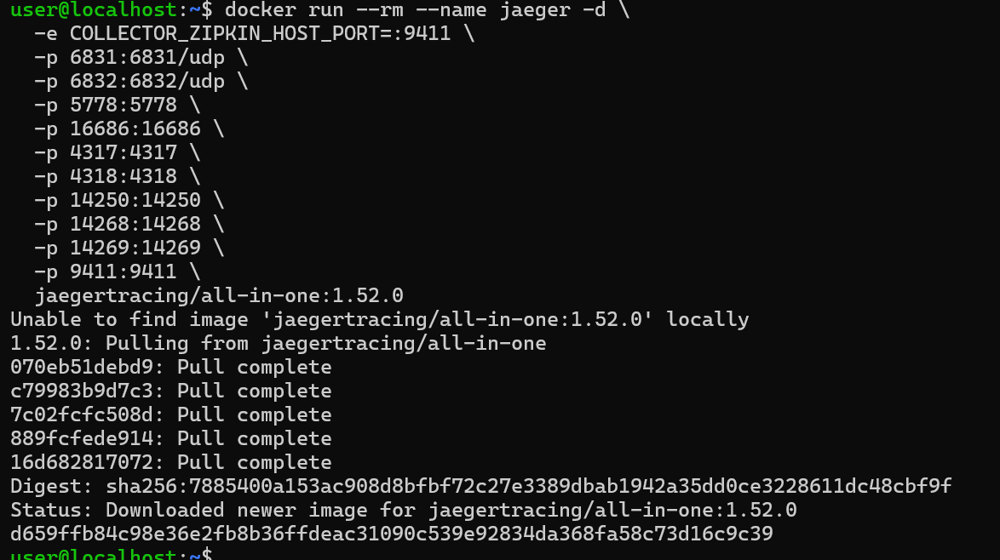 user@localhost:~$ docker run --rm --name jaeger -d \
  -e COLLECTOR_ZIPKIN_HOST_PORT=:9411 \
  -p 6831:6831/udp \
  -p 6832:6832/udp \
  -p 5778:5778 \
  -p 16686:16686 \
  -p 4317:4317 \
  -p 4318:4318 \
  -p 14250:14250 \
  -p 14268:14268 \
  -p 14269:14269 \
  -p 9411:9411 \
  jaegertracing/all-in-one:1.52.0
Unable to find image 'jaegertracing/all-in-one:1.52.0' locally
1.52.0: Pulling from jaegertracing/all-in-one
070eb51debd9: Pull complete
c79983b9d7c3: Pull complete
7c02fcfc508d: Pull complete
889fcfede914: Pull complete
16d682817072: Pull complete
Digest: sha256:7885400a153ac908d8bfbf72c27e3389dbab1942a35dd0ce3228611dc48cbf9f
Status: Downloaded newer image for jaegertracing/all-in-one:1.52.0
d659ffb84c98e36e2fb8b36ffdeac31090c539e92834da368fa58c73d16c9c39
user@localhost:~$